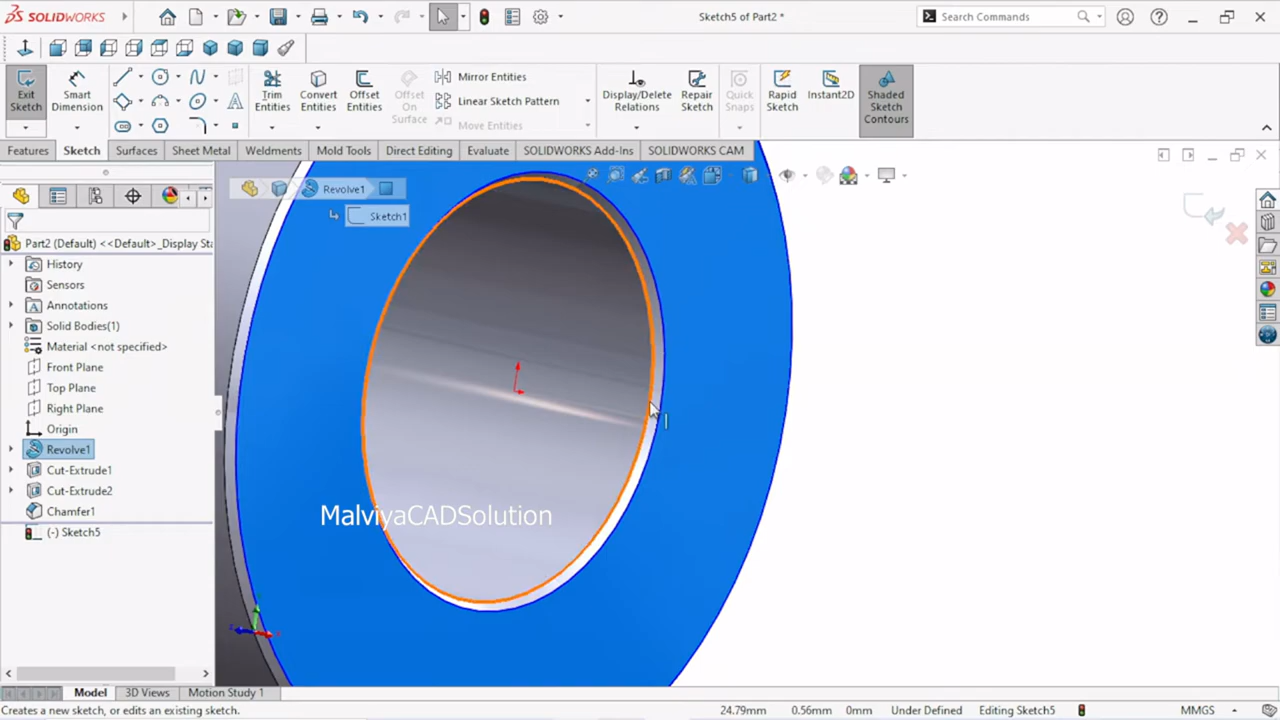 SOLIDWORKS
Sketch5 of Part2 *
Search Commands
Exit Sketch
Smart Dimension
Trim Entities
Convert Entities
Offset Entities
Offset On Surface
Mirror Entities
Linear Sketch Pattern
Move Entities
Display/Delete Relations
Repair Sketch
Quick Snaps
Rapid Sketch
Instant2D
Shaded Sketch Contours
Features
Sketch
Surfaces
Sheet Metal
Weldments
Mold Tools
Direct Editing
Evaluate
SOLIDWORKS Add-Ins
SOLIDWORKS CAM
Revolve1
Sketch1
Part2 (Default) <<Default>_Display Sta
History
Sensors
Annotations
Solid Bodies(1)
Material <not specified>
Front Plane
Top Plane
Right Plane
Origin
Revolve1
Cut-Extrude1
Cut-Extrude2
Chamfer1
(-) Sketch5
MalviyaCADSolution
Model
3D Views
Motion Study 1
Creates a new sketch, or edits an existing sketch.
24.79mm
0.56mm
0mm
Under Defined
Editing Sketch5
MMGS